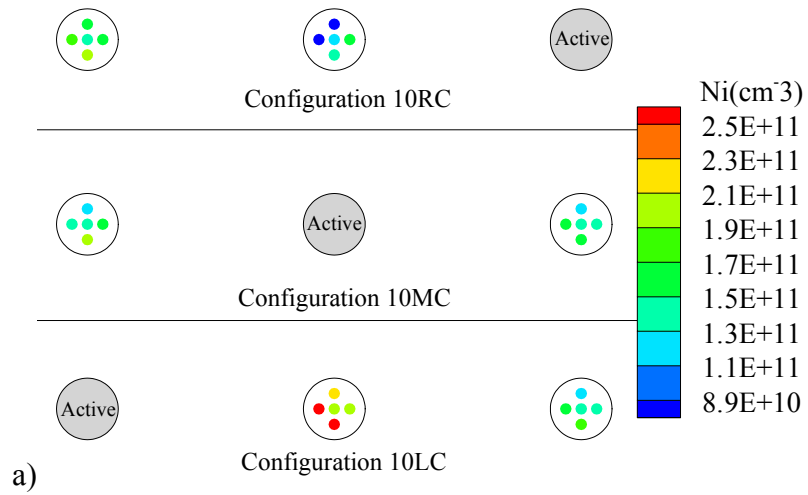 Active
Configuration 10RC
Ni(cm⁻3)
2.5E+11
2.3E+11
2.1E+11
1.9E+11
1.7E+11
1.5E+11
1.3E+11
1.1E+11
8.9E+10
Active
Configuration 10MC
Active
Configuration 10LC
a)